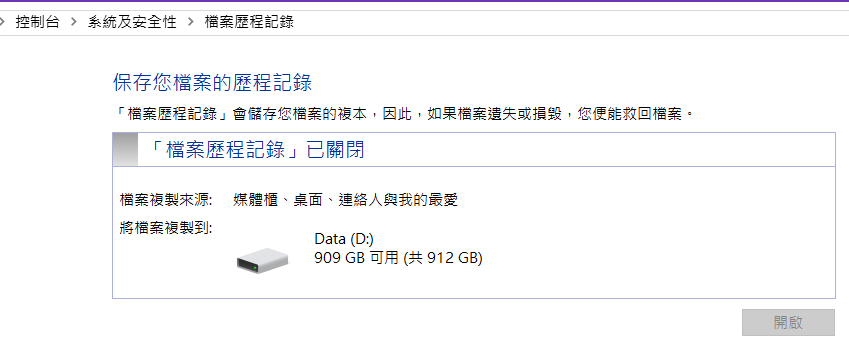 控制台 > 系統及安全性 > 檔案歷程記錄
保存您檔案的歷程記錄
「檔案歷程記錄」會儲存您檔案的複本，因此，如果檔案遺失或損毀，您便能救回檔案。
「檔案歷程記錄」已關閉
檔案複製來源: 媒體櫃、桌面、連絡人與我的最愛
將檔案複製到:
Data (D:)
909 GB 可用 (共 912 GB)
開啟